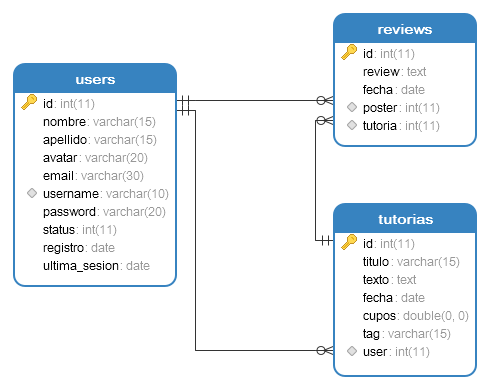 users
id: int(11)
nombre: varchar(15)
apellido: varchar(15)
avatar: varchar(20)
email: varchar(30)
username: varchar(10)
password: varchar(20)
status: int(11)
registro: date
ultima_sesion: date
reviews
id: int(11)
review: text
fecha: date
poster: int(11)
tutoria: int(11)
tutorias
id: int(11)
titulo: varchar(15)
texto: text
fecha: date
cupos: double(0, 0)
tag: varchar(15)
user: int(11)